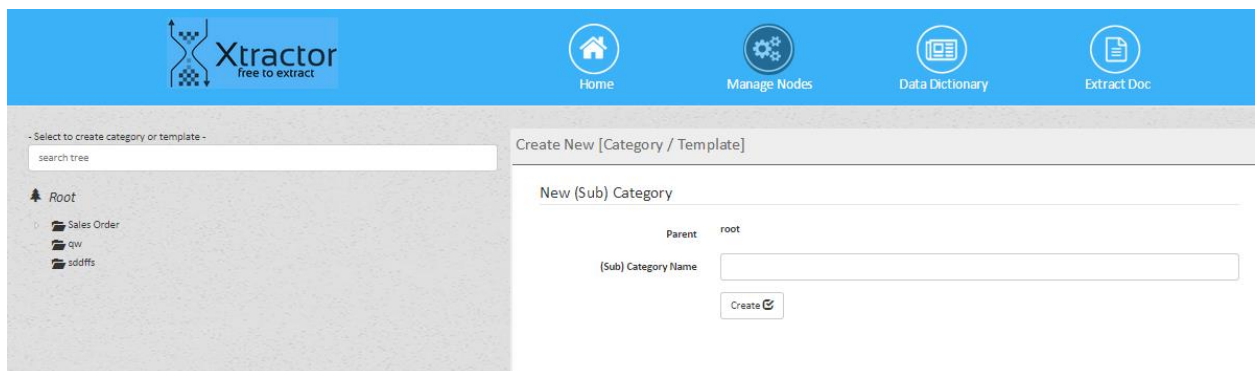 Xtractor
free to extract
Home
Manage Nodes
Data Dictionary
Extract Doc
- Select to create category or template -
search tree
Root
Sales Order
qw
sddffs
Create New [Category / Template]
New (Sub) Category
Parent root
(Sub) Category Name
Create